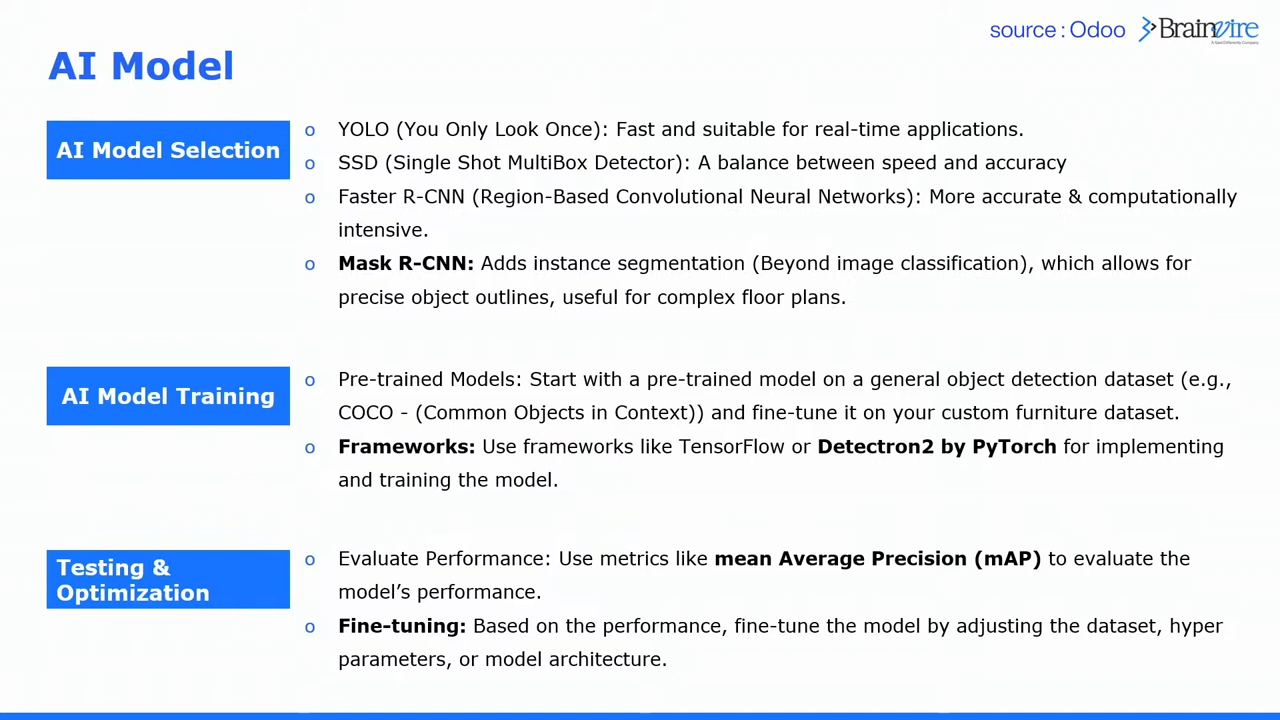 source : Odoo
Brainvire
AI Model
AI Model Selection
o YOLO (You Only Look Once): Fast and suitable for real-time applications.
o SSD (Single Shot MultiBox Detector): A balance between speed and accuracy
o Faster R-CNN (Region-Based Convolutional Neural Networks): More accurate & computationally
intensive.
o Mask R-CNN: Adds instance segmentation (Beyond image classification), which allows for
precise object outlines, useful for complex floor plans.
AI Model Training
o Pre-trained Models: Start with a pre-trained model on a general object detection dataset (e.g.,
COCO - (Common Objects in Context)) and fine-tune it on your custom furniture dataset.
o Frameworks: Use frameworks like TensorFlow or Detectron2 by PyTorch for implementing
and training the model.
Testing &
Optimization
o Evaluate Performance: Use metrics like mean Average Precision (mAP) to evaluate the
model’s performance.
o Fine-tuning: Based on the performance, fine-tune the model by adjusting the dataset, hyper
parameters, or model architecture.